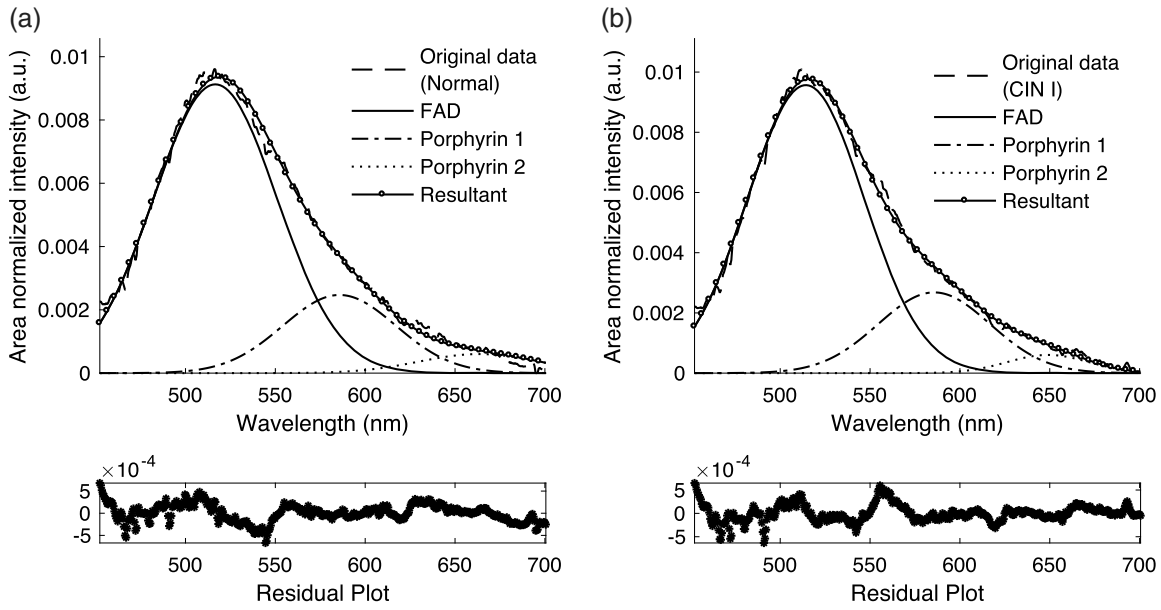 (a)
Area normalized intensity (a.u.)
0.01
0.008
0.006
0.004
0.002
0
Original data
(Normal)
FAD
Porphyrin 1
Porphyrin 2
Resultant
500 550 600 650 700
Wavelength (nm)
×10⁻⁴
5
0
-5
500 550 600 650 700
Residual Plot
(b)
Area normalized intensity (a.u.)
0.01
0.008
0.006
0.004
0.002
0
Original data
(CIN I)
FAD
Porphyrin 1
Porphyrin 2
Resultant
500 550 600 650 700
Wavelength (nm)
×10⁻⁴
5
0
-5
500 550 600 650 700
Residual Plot